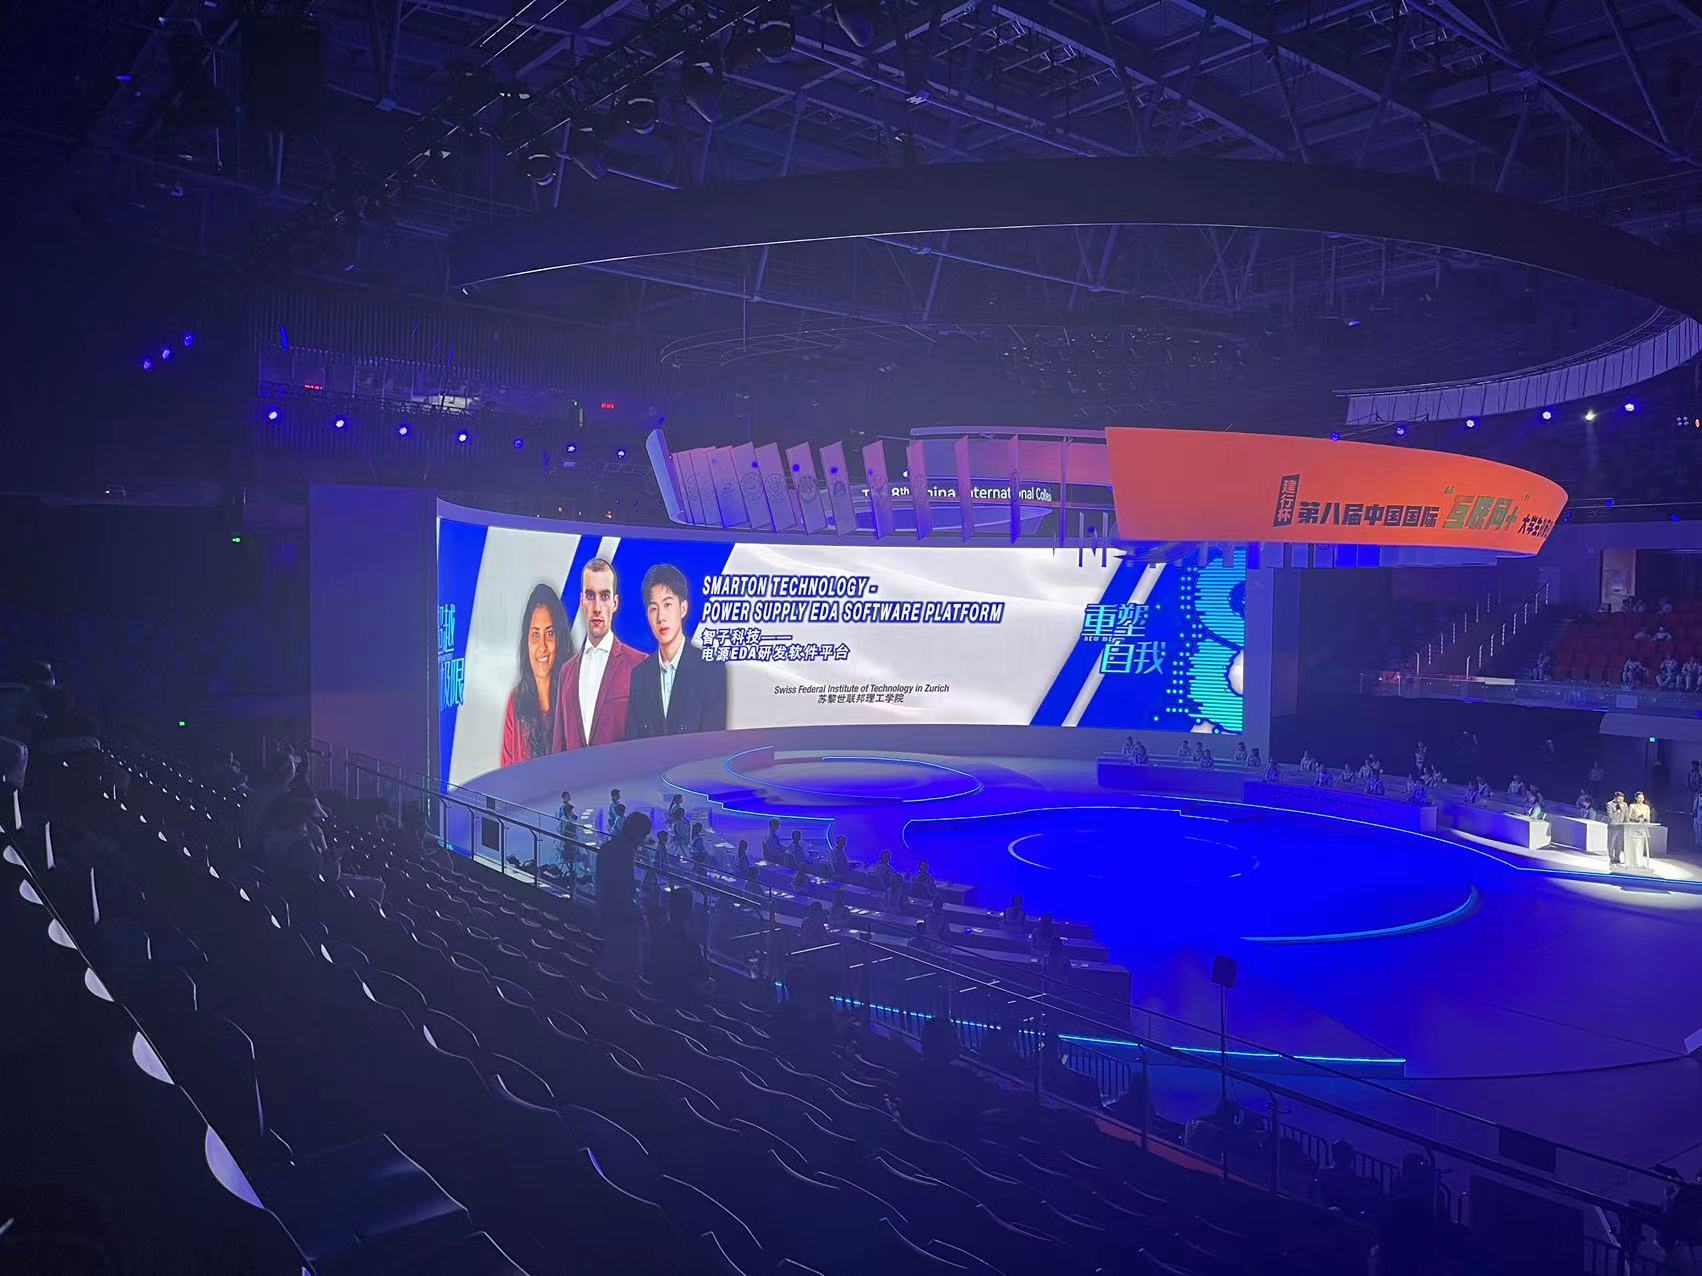 8th China International Colle
建行杯
第八届中国国际"互联网+"大学生创
SMARTON TECHNOLOGY -
POWER SUPPLY EDA SOFTWARE PLATFORM
智子科技——
电源EDA研发软件平台
Swiss Federal Institute of Technology in Zurich
苏黎世联邦理工学院
超越
极限
重塑
NEW ME
自我